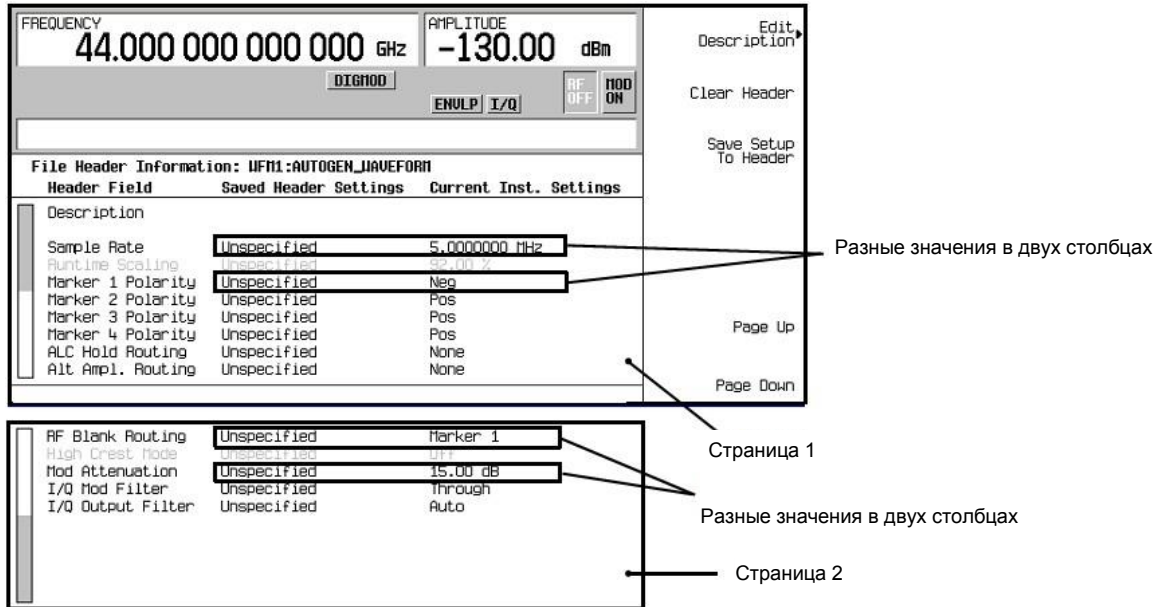 FREQUENCY
44.000 000 000 000 GHz
AMPLITUDE
-130.00 dBm
DIGMOD
ENVLP I/Q
RF OFF
MOD ON
Edit Description
Clear Header
Save Setup To Header
Page Up
Page Down
File Header Information: WFM1:AUTOGEN_WAVEFORM
Header Field Saved Header Settings Current Inst. Settings
Description
Sample Rate Unspecified 5.0000000 MHz
Runtime Scaling Unspecified 92.00 %
Marker 1 Polarity Unspecified Neg
Marker 2 Polarity Unspecified Pos
Marker 3 Polarity Unspecified Pos
Marker 4 Polarity Unspecified Pos
ALC Hold Routing Unspecified None
Alt Ampl. Routing Unspecified None
Разные значения в двух столбцах
Страница 1
RF Blank Routing Unspecified Marker 1
High Crest Mode Unspecified Off
Mod Attenuation Unspecified 15.00 dB
I/Q Mod Filter Unspecified Through
I/Q Output Filter Unspecified Auto
Разные значения в двух столбцах
Страница 2